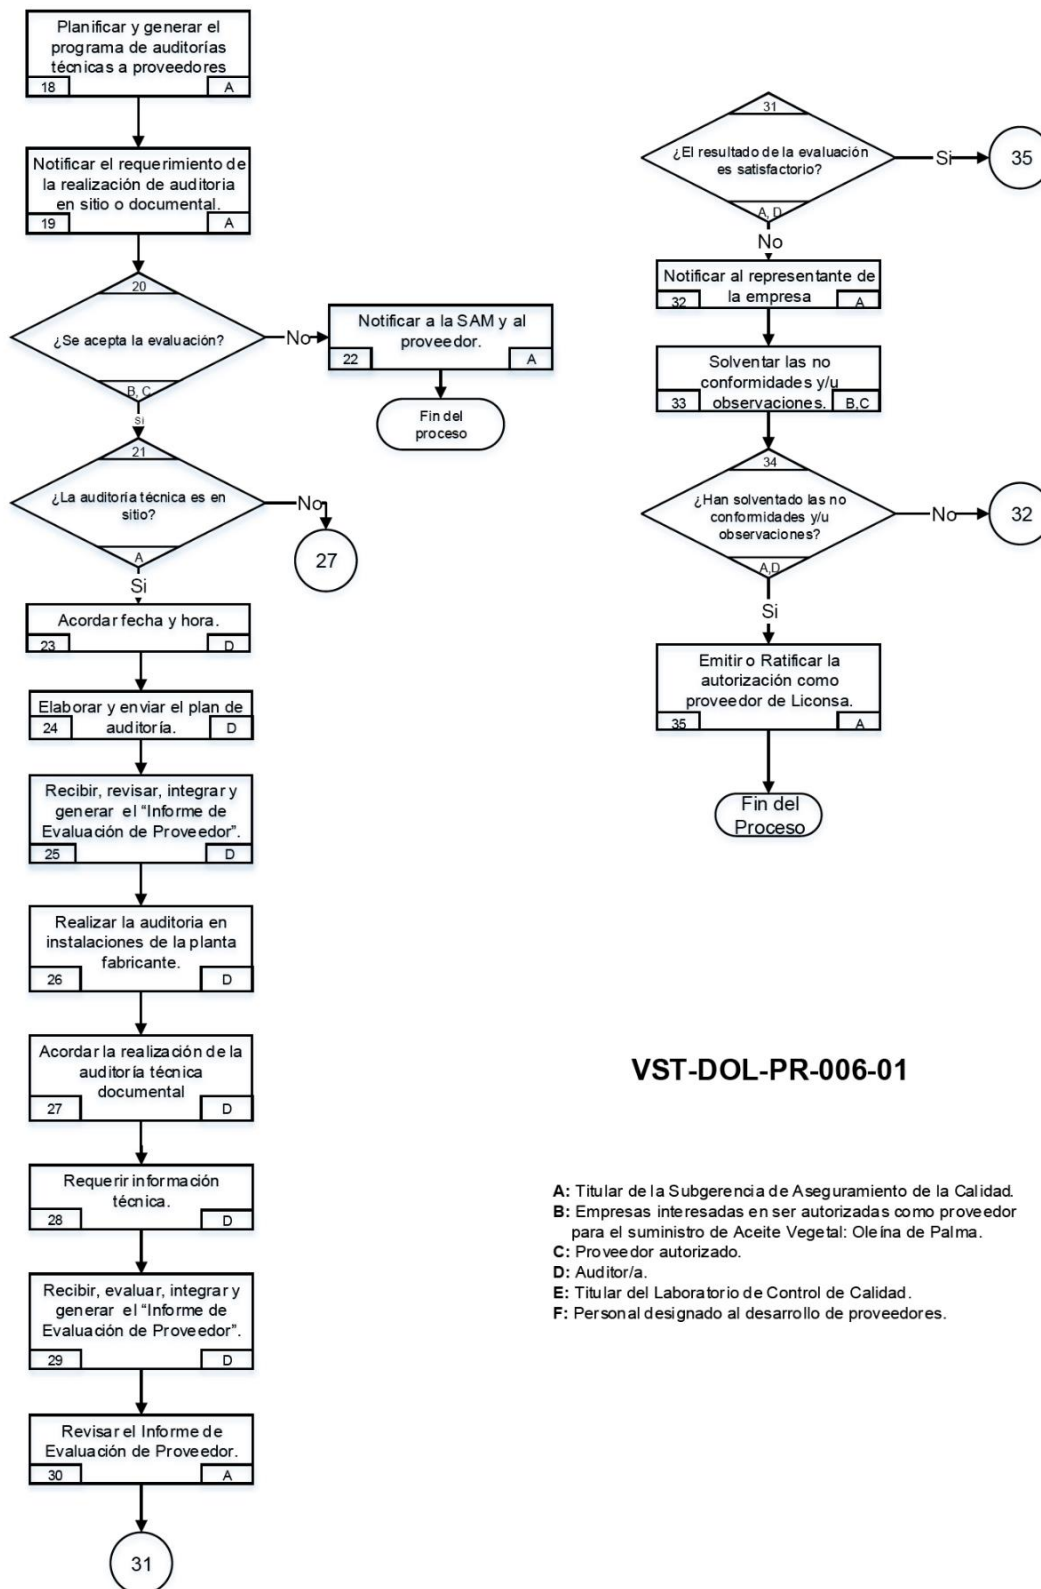 Planificar y generar el
programa de auditorías
técnicas a proveedores
18
A
Notificar el requerimiento de
la realización de auditoria
en sitio o documental.
19
A
20
¿Se acepta la evaluación?
B, C
No
Notificar a la SAM y al
proveedor.
22
A
Fin del
proceso
Si
21
¿La auditoría técnica es en
sitio?
A
No
27
Si
Acordar fecha y hora.
23
D
Elaborar y enviar el plan de
auditoría.
24
D
Recibir, revisar, integrar y
generar el “Informe de
Evaluación de Proveedor”.
25
D
Realizar la auditoria en
instalaciones de la planta
fabricante.
26
D
Acordar la realización de la
auditoría técnica
documental
27
D
Requerir información
técnica.
28
D
Recibir, evaluar, integrar y
generar el “Informe de
Evaluación de Proveedor”.
29
D
Revisar el Informe de
Evaluación de Proveedor.
30
A
31
31
¿El resultado de la evaluación
es satisfactorio?
A, D
Si
35
No
Notificar al representante de
la empresa
32
A
Solventar las no
conformidades y/u
observaciones.
33
B,C
34
¿Han solventado las no
conformidades y/u
observaciones?
A,D
No
32
Si
Emitir o Ratificar la
autorización como
proveedor de Liconsa.
35
A
Fin del
Proceso
VST-DOL-PR-006-01
A: Titular de la Subgerencia de Aseguramiento de la Calidad.
B: Empresas interesadas en ser autorizadas como proveedor
para el suministro de Aceite Vegetal: Oleína de Palma.
C: Proveedor autorizado.
D: Auditor/a.
E: Titular del Laboratorio de Control de Calidad.
F: Personal designado al desarrollo de proveedores.